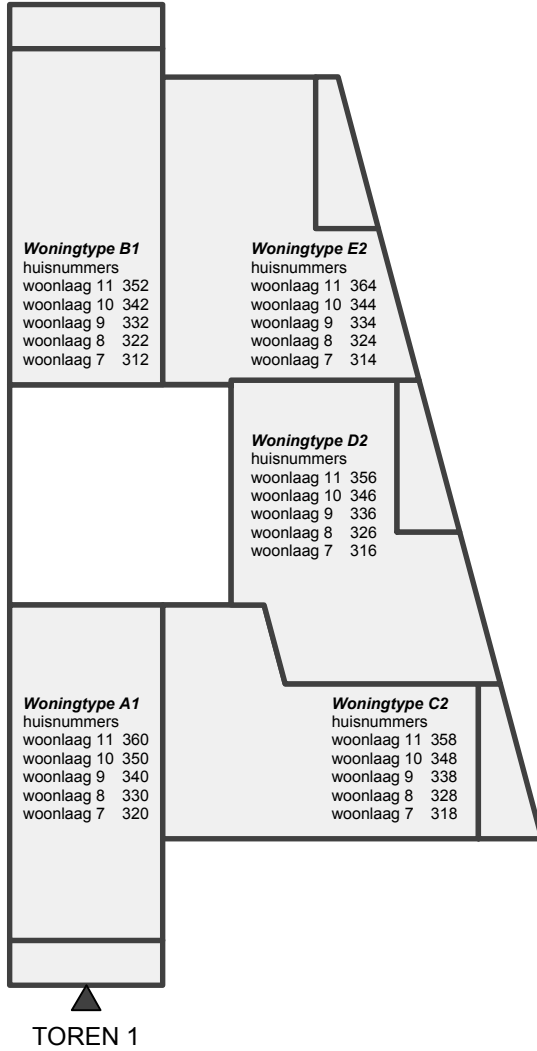 Woningtype B1
huisnummers
woonlaag 11 352
woonlaag 10 342
woonlaag 9 332
woonlaag 8 322
woonlaag 7 312
Woningtype E2
huisnummers
woonlaag 11 364
woonlaag 10 344
woonlaag 9 334
woonlaag 8 324
woonlaag 7 314
Woningtype D2
huisnummers
woonlaag 11 356
woonlaag 10 346
woonlaag 9 336
woonlaag 8 326
woonlaag 7 316
Woningtype A1
huisnummers
woonlaag 11 360
woonlaag 10 350
woonlaag 9 340
woonlaag 8 330
woonlaag 7 320
Woningtype C2
huisnummers
woonlaag 11 358
woonlaag 10 348
woonlaag 9 338
woonlaag 8 328
woonlaag 7 318
TOREN 1